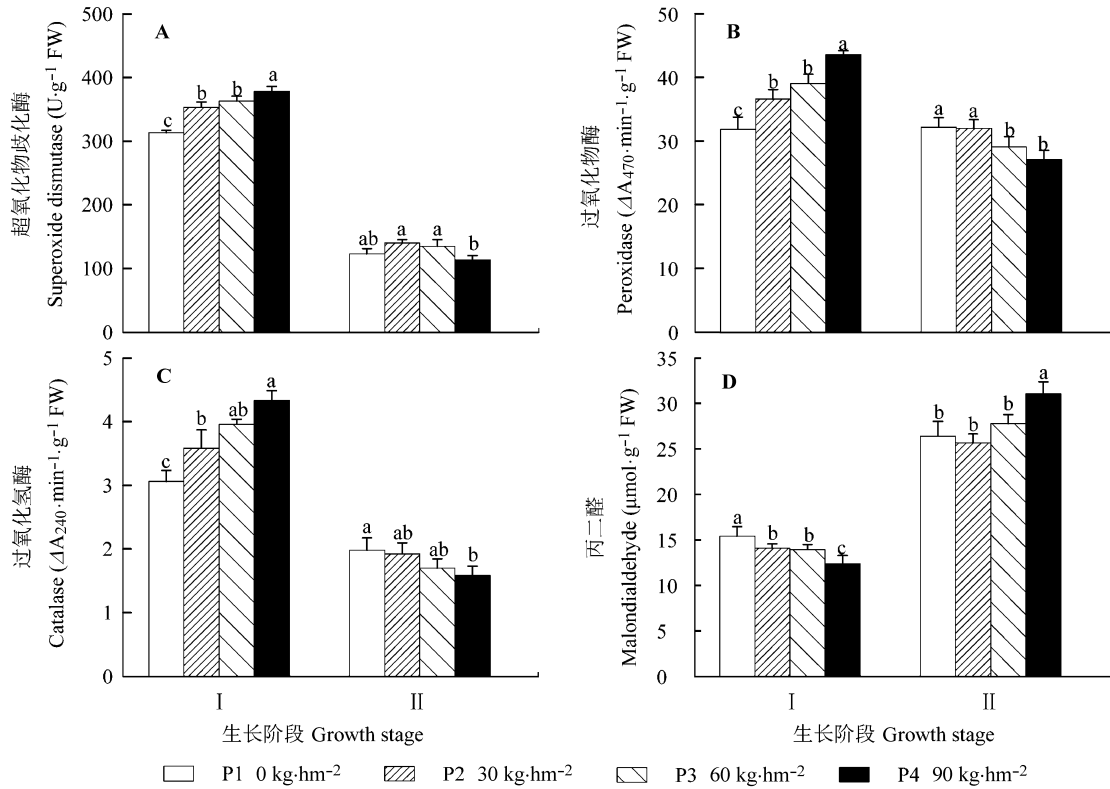 A
超氧化物歧化酶
Superoxide dismutase (U·g⁻¹ FW)
500
400
300
200
100
0
c
b
b
a
ab
a
a
b
B
过氧化物酶
Peroxidase (ΔA₄₇₀·min⁻¹·g⁻¹ FW)
50
40
30
20
10
0
c
b
b
a
a
a
b
b
C
过氧化氢酶
Catalase (ΔA₂₄₀·min⁻¹·g⁻¹ FW)
5
4
3
2
1
0
c
b
ab
a
a
ab
ab
b
Ⅰ
Ⅱ
生长阶段 Growth stage
D
丙二醛
Malondialdehyde (μmol·g⁻¹ FW)
35
30
25
20
15
10
5
0
a
b
b
c
b
b
b
a
Ⅰ
Ⅱ
生长阶段 Growth stage
P1 0 kg·hm⁻²
P2 30 kg·hm⁻²
P3 60 kg·hm⁻²
P4 90 kg·hm⁻²